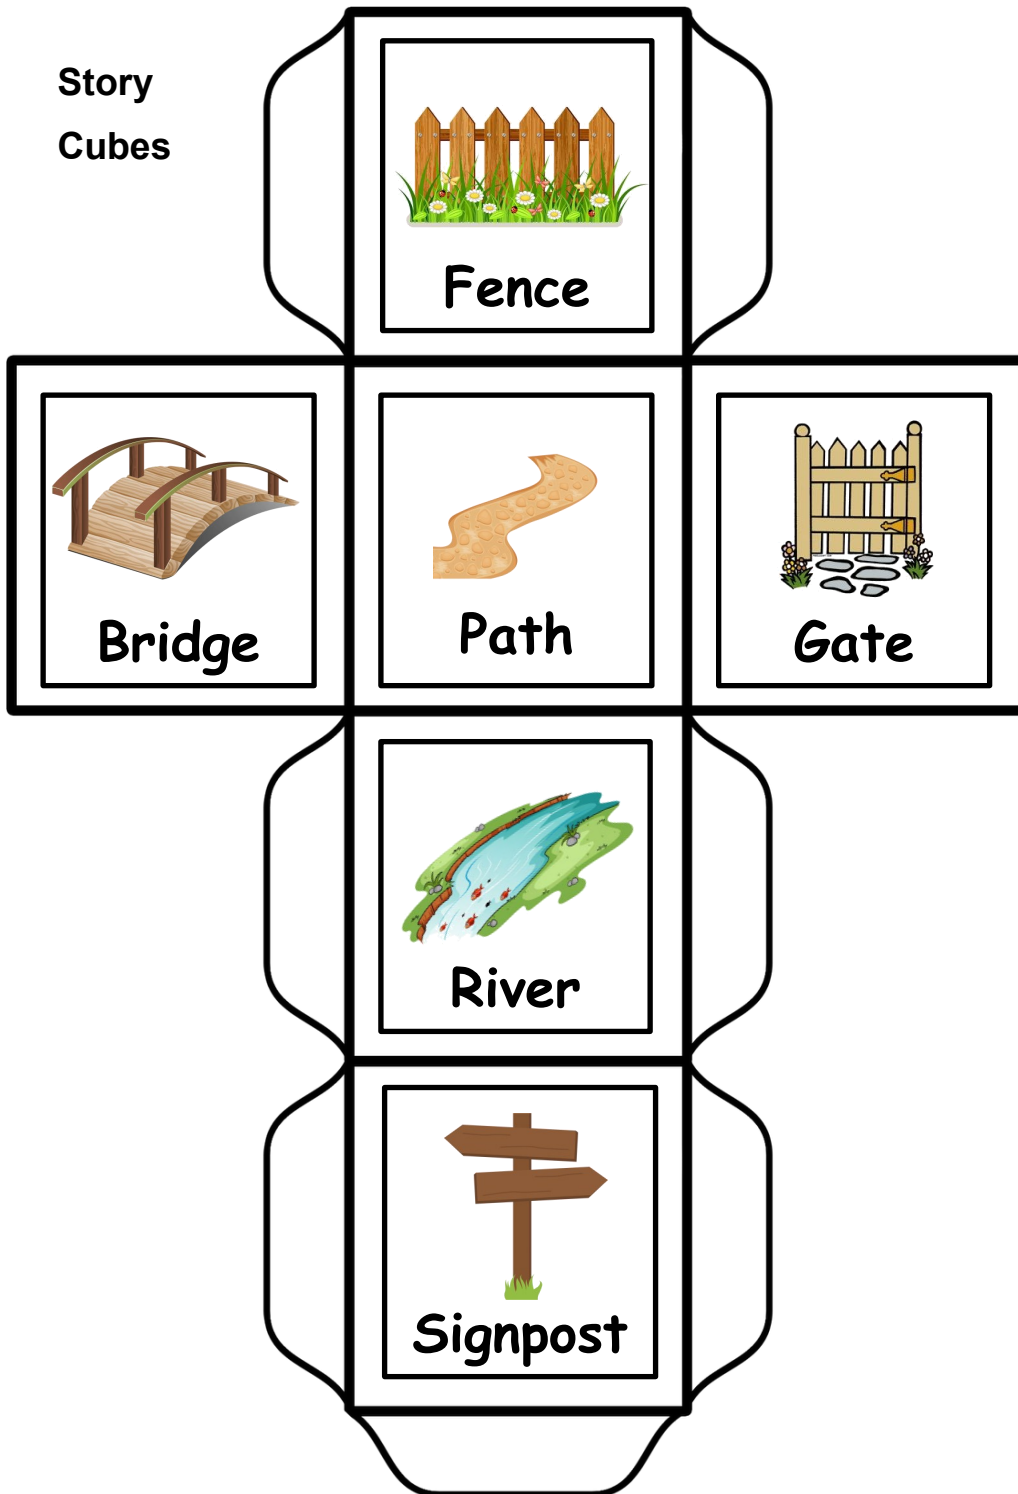 Story
Cubes
Fence
Bridge
Path
Gate
River
Signpost